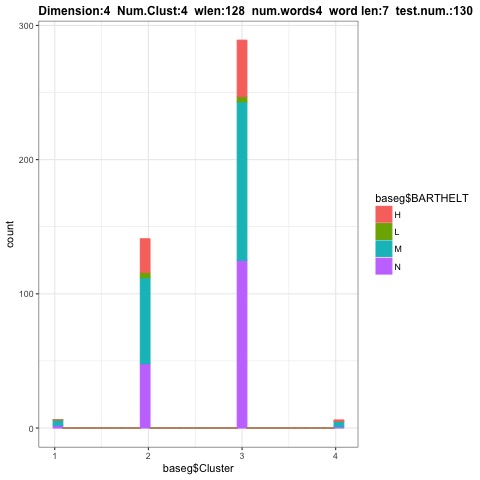 Dimension:4 Num.Clust:4 wlen:128 num.words4 word len:7 test.num.:130
300
200
100
0
count
1 2 3 4
baseg$Cluster
baseg$BARTHELT
H
L
M
N